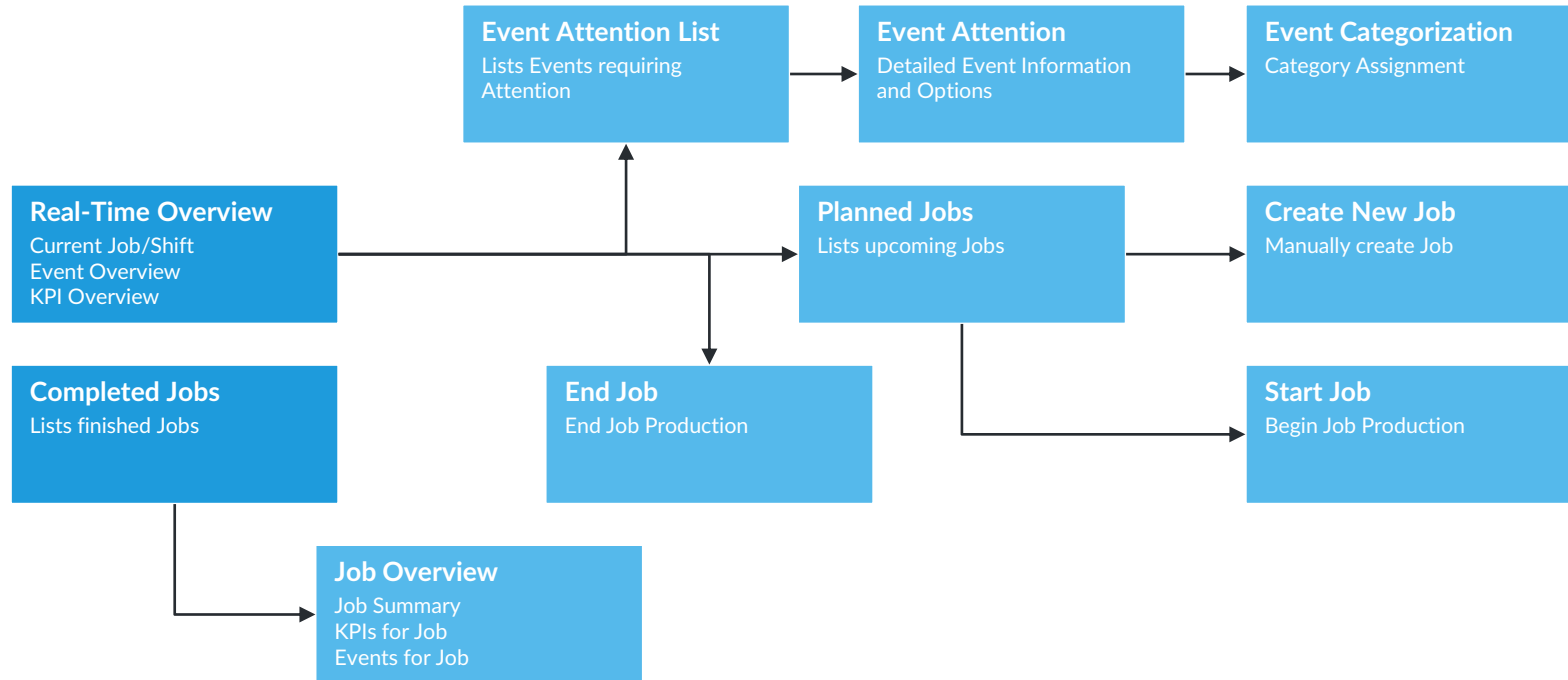 Event Attention List
Lists Events requiring
Attention
Event Attention
Detailed Event Information
and Options
Event Categorization
Category Assignment
Real-Time Overview
Current Job/Shift
Event Overview
KPI Overview
Planned Jobs
Lists upcoming Jobs
Create New Job
Manually create Job
Completed Jobs
Lists finished Jobs
End Job
End Job Production
Start Job
Begin Job Production
Job Overview
Job Summary
KPIs for Job
Events for Job